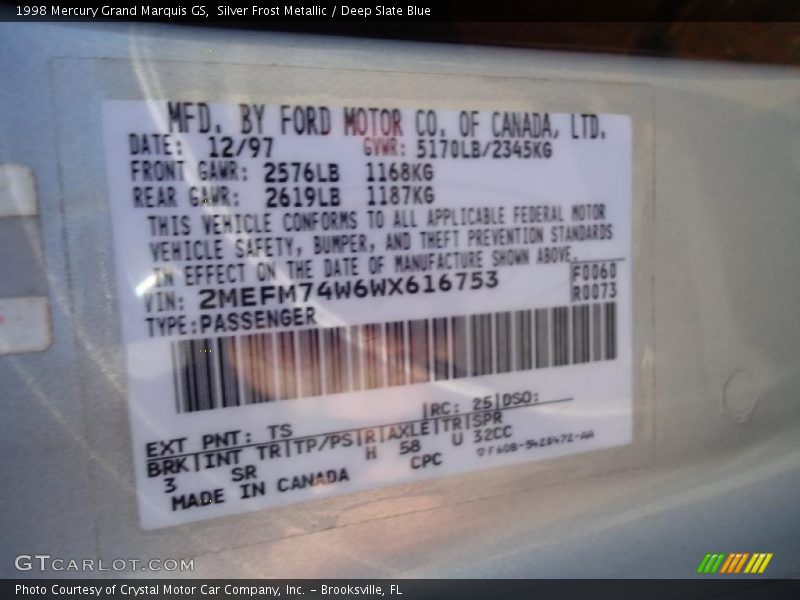 1998 Mercury Grand Marquis GS,  Silver Frost Metallic / Deep Slate Blue
MFD. BY FORD MOTOR CO. OF CANADA, LTD.
DATE: 12/97 GVWR: 5170LB/2345KG
FRONT GAWR: 2576LB 1168KG
REAR GAWR: 2619LB 1187KG
THIS VEHICLE CONFORMS TO ALL APPLICABLE FEDERAL MOTOR
VEHICLE SAFETY, BUMPER, AND THEFT PREVENTION STANDARDS
IN EFFECT ON THE DATE OF MANUFACTURE SHOWN ABOVE.
VIN: 2MEFM74W6WX616753 F0060
TYPE: PASSENGER R0073
EXT PNT: TS |RC: 25|DSO:
BRK|INT TR|TP/PS|R|AXLE|TR|SPR
3 SR H 58 U 32CC
MADE IN CANADA CPC F60B-5420472-AA
GTCARLOT.COM
Photo Courtesy of Crystal Motor Car Company, Inc. - Brooksville, FL